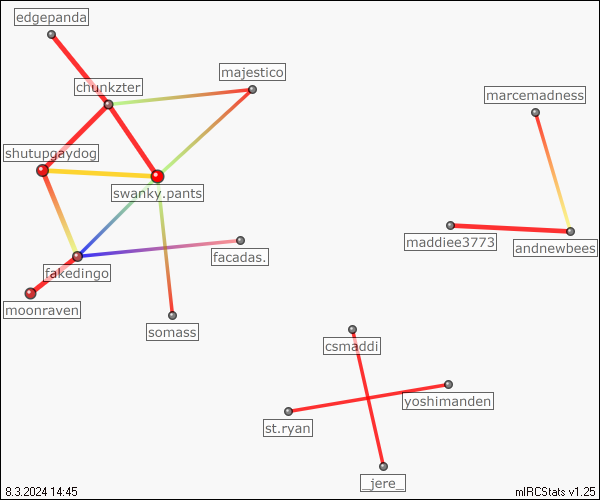 edgepanda
majestico
chunkzter
marcemadness
shutupgaydog
swanky.pants
maddiee3773
andnewbees
facadas.
fakedingo
moonraven
somass
csmaddi
yoshimanden
st.ryan
_jere_
8.3.2024 14:45
mIRCStats v1.25